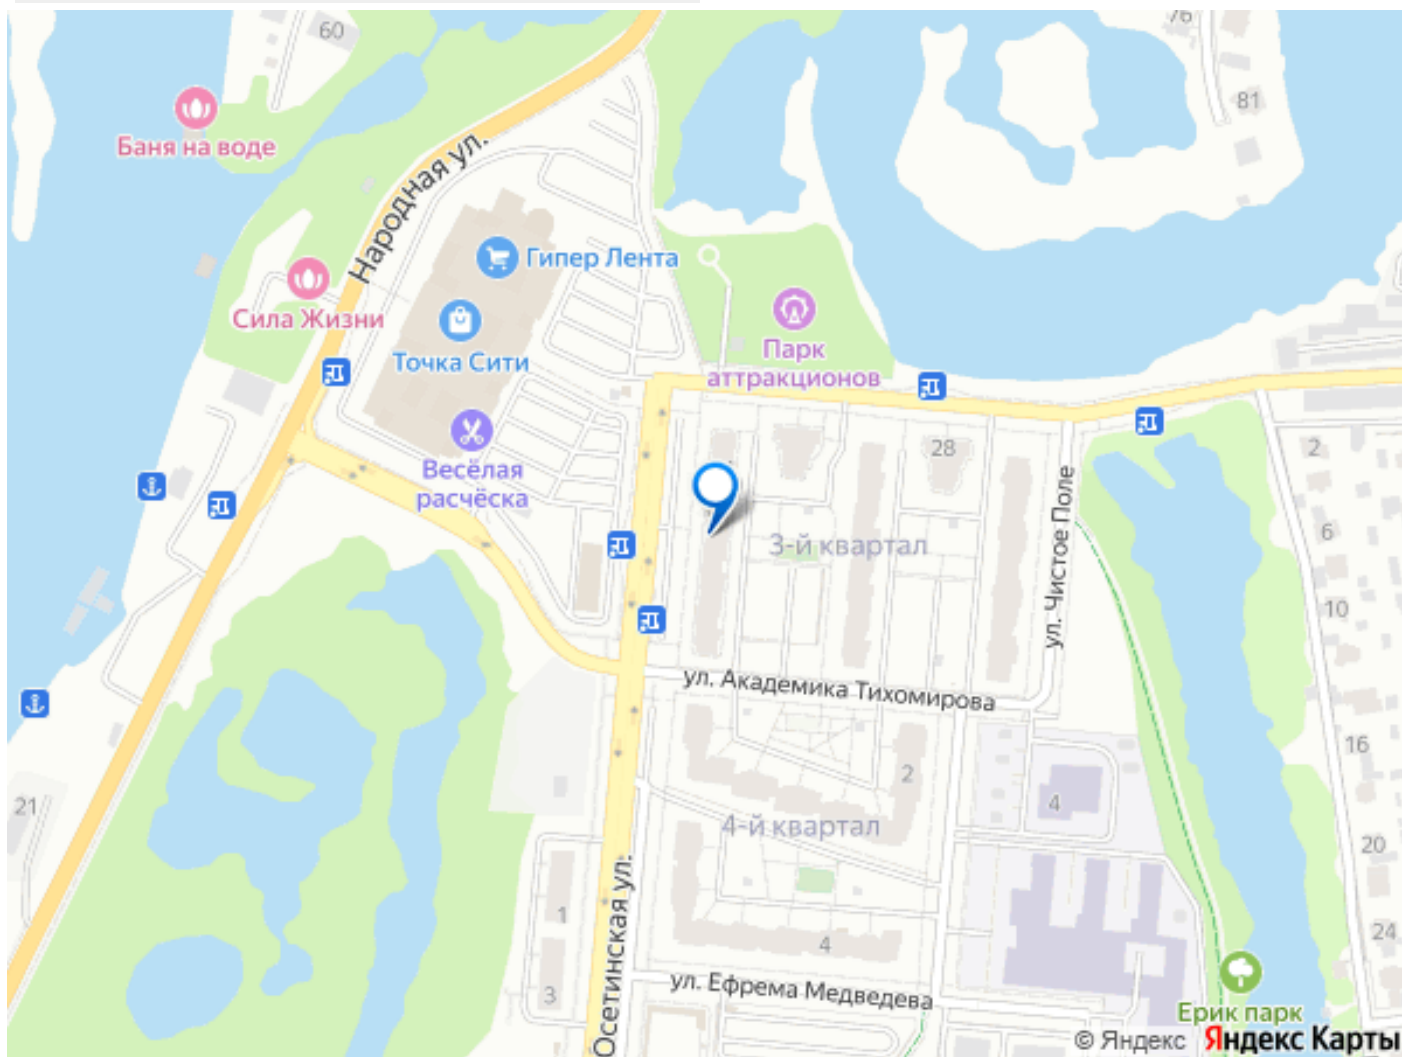 60
76
81
Баня на воде
Народная ул.
Гипер Лента
Сила Жизни
Точка Сити
Парк
аттракционов
Весёлая
расчёска
28
2
6
3-й квартал
ул. Чистое Поле
10
ул. Академика Тихомирова
16
2
4
21
4-й квартал
20
1
Осетинская ул.
4
24
3
ул. Ефрема Медведева
Ерик парк
© Яндекс Яндекс Карты